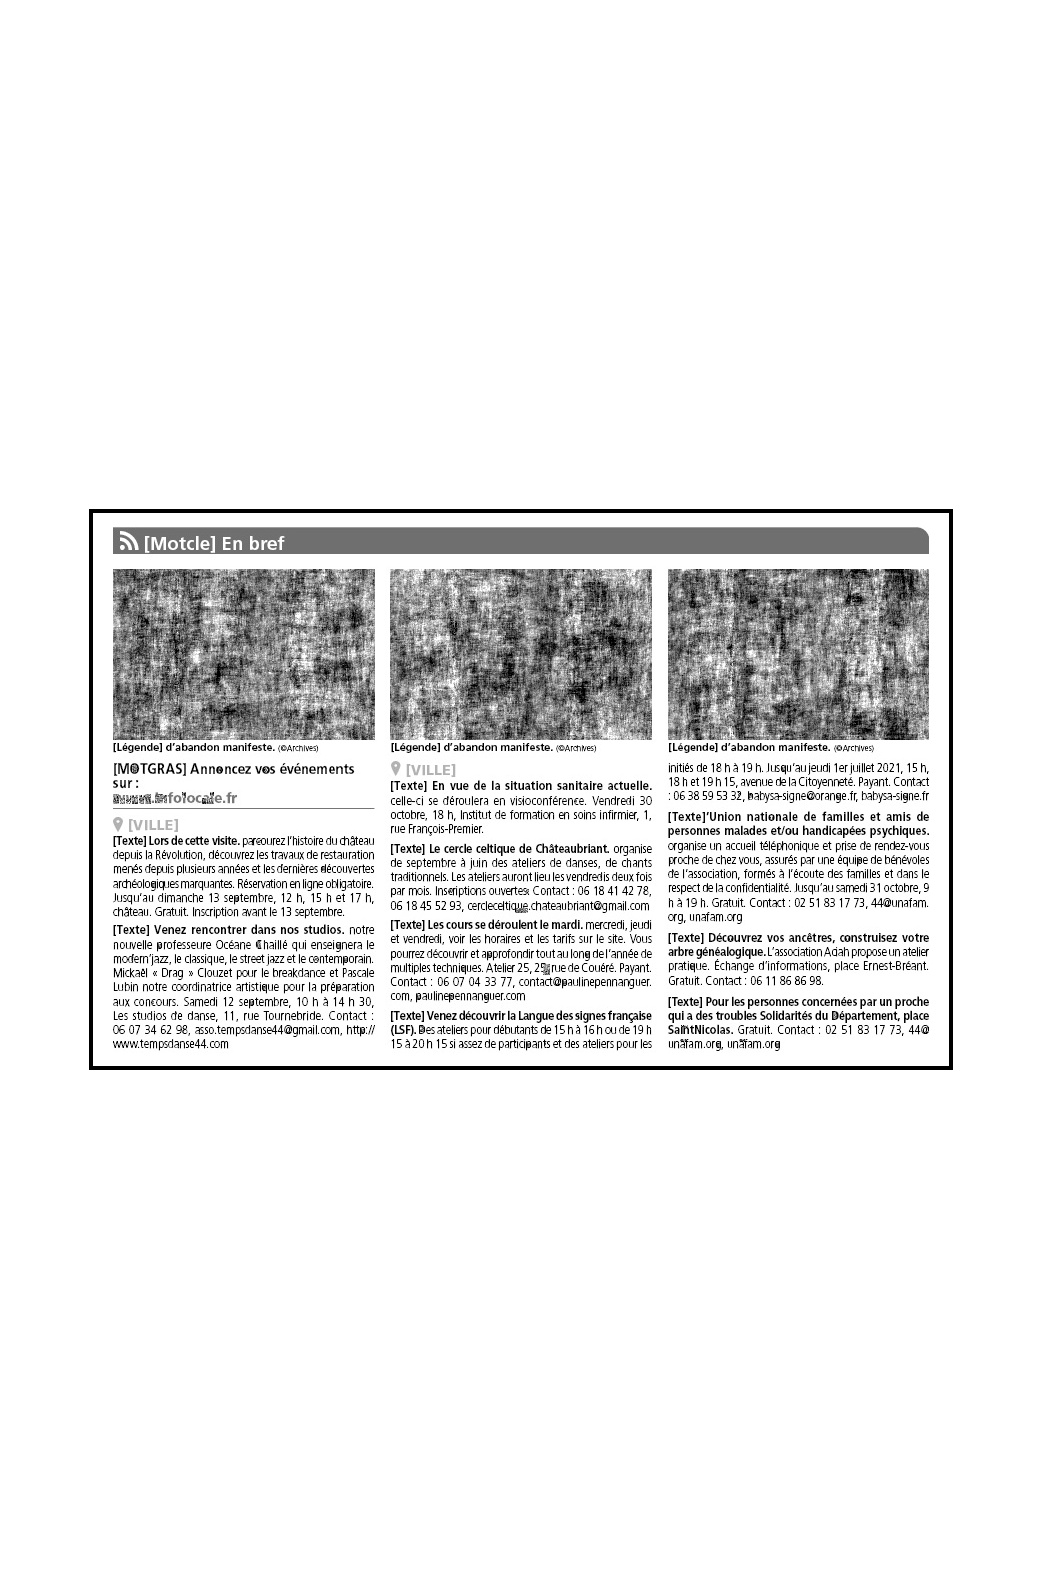 [Motcle] En bref
[Légende] d’abandon manifeste. (©Archives)
[MOTGRAS] Annoncez vos événements
sur :
[VILLE]
[Texte] Lors de cette visite. parcourez l’histoire du château
depuis la Révolution, découvrez les travaux de restauration
menés depuis plusieurs années et les dernières découvertes
archéologiques marquantes. Réservation en ligne obligatoire.
Jusqu’au dimanche 13 septembre, 12 h, 15 h et 17 h,
château. Gratuit. Inscription avant le 13 septembre.
[Texte] Venez rencontrer dans nos studios. notre
nouvelle professeure Océane Chaillé qui enseignera le
modern’jazz, le classique, le street jazz et le contemporain.
Mickaël « Drag » Clouzet pour le breakdance et Pascale
Lubin notre coordinatrice artistique pour la préparation
aux concours. Samedi 12 septembre, 10 h à 14 h 30,
Les studios de danse, 11, rue Tournebride. Contact :
06 07 34 62 98, asso.tempsdanse44@gmail.com, http://
www.tempsdanse44.com
[Légende] d’abandon manifeste. (©Archives)
[VILLE]
[Texte] En vue de la situation sanitaire actuelle.
celle-ci se déroulera en visioconférence. Vendredi 30
octobre, 18 h, Institut de formation en soins infirmier, 1,
rue François-Premier.
[Texte] Le cercle celtique de Châteaubriant. organise
de septembre à juin des ateliers de danses, de chants
traditionnels. Les ateliers auront lieu les vendredis deux fois
par mois. Inscriptions ouvertes. Contact : 06 18 41 42 78,
06 18 45 52 93, cercleceltique.chateaubriant@gmail.com
[Texte] Les cours se déroulent le mardi. mercredi, jeudi
et vendredi, voir les horaires et les tarifs sur le site. Vous
pourrez découvrir et approfondir tout au long de l’année de
multiples techniques. Atelier 25, 25 rue de Couéré. Payant.
Contact : 06 07 04 33 77, contact@paulinepennanguer.
com, paulinepennanguer.com
[Texte] Venez découvrir la Langue des signes française
(LSF). Des ateliers pour débutants de 15 h à 16 h ou de 19 h
15 à 20 h 15 si assez de participants et des ateliers pour les
[Légende] d’abandon manifeste. (©Archives)
initiés de 18 h à 19 h. Jusqu’au jeudi 1er juillet 2021, 15 h,
18 h et 19 h 15, avenue de la Citoyenneté. Payant. Contact
: 06 38 59 53 32, babysa-signe@orange.fr, babysa-signe.fr
[Texte]’Union nationale de familles et amis de
personnes malades et/ou handicapées psychiques.
organise un accueil téléphonique et prise de rendez-vous
proche de chez vous, assurés par une équipe de bénévoles
de l’association, formés à l’écoute des familles et dans le
respect de la confidentialité. Jusqu’au samedi 31 octobre, 9
h à 19 h. Gratuit. Contact : 02 51 83 17 73, 44@unafam.
org, unafam.org
[Texte] Découvrez vos ancêtres, construisez votre
arbre généalogique. L’association Adah propose un atelier
pratique. Échange d’informations, place Ernest-Bréant.
Gratuit. Contact : 06 11 86 86 98.
[Texte] Pour les personnes concernées par un proche
qui a des troubles Solidarités du Département, place
SaintNicolas. Gratuit. Contact : 02 51 83 17 73, 44@
unafam.org, unafam.org